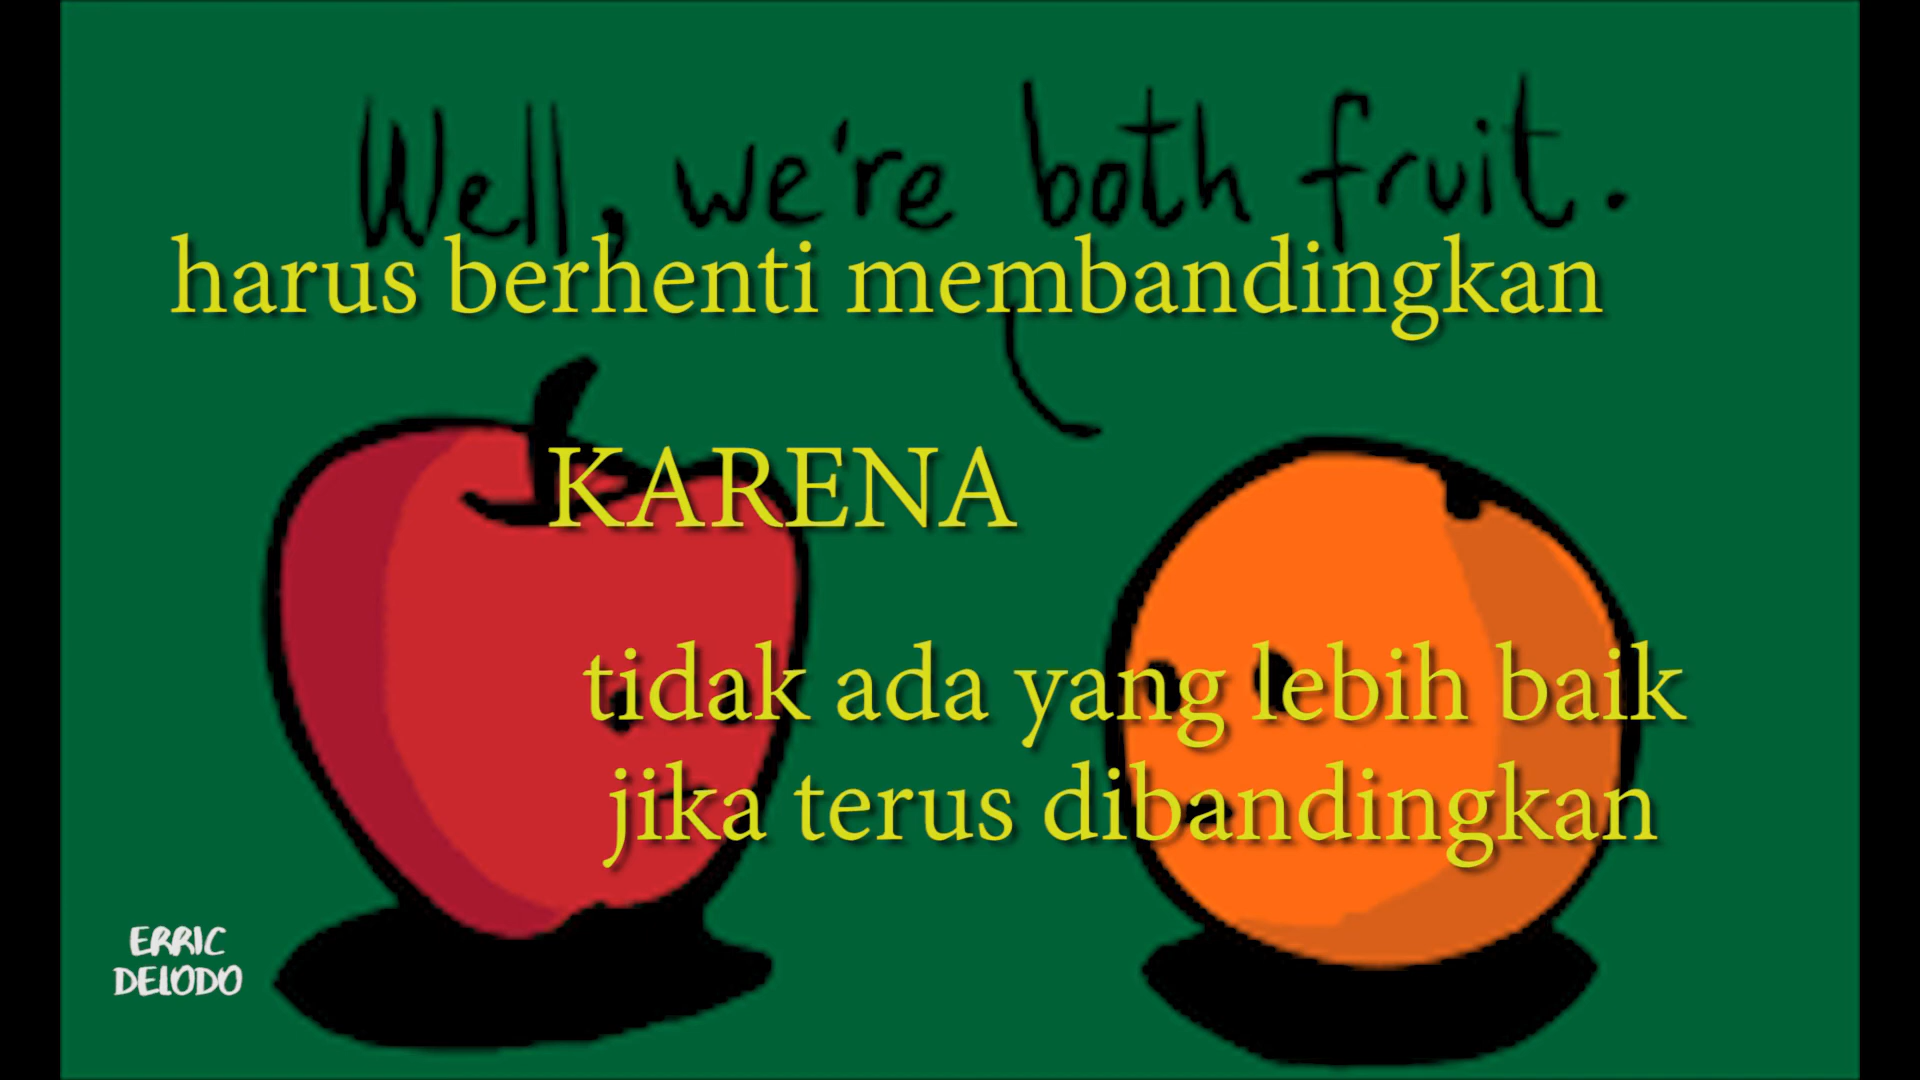 Well, we're both fruit.
harus berhenti membandingkan
KARENA
tidak ada yang lebih baik
jika terus dibandingkan
ERRIC
DELODO